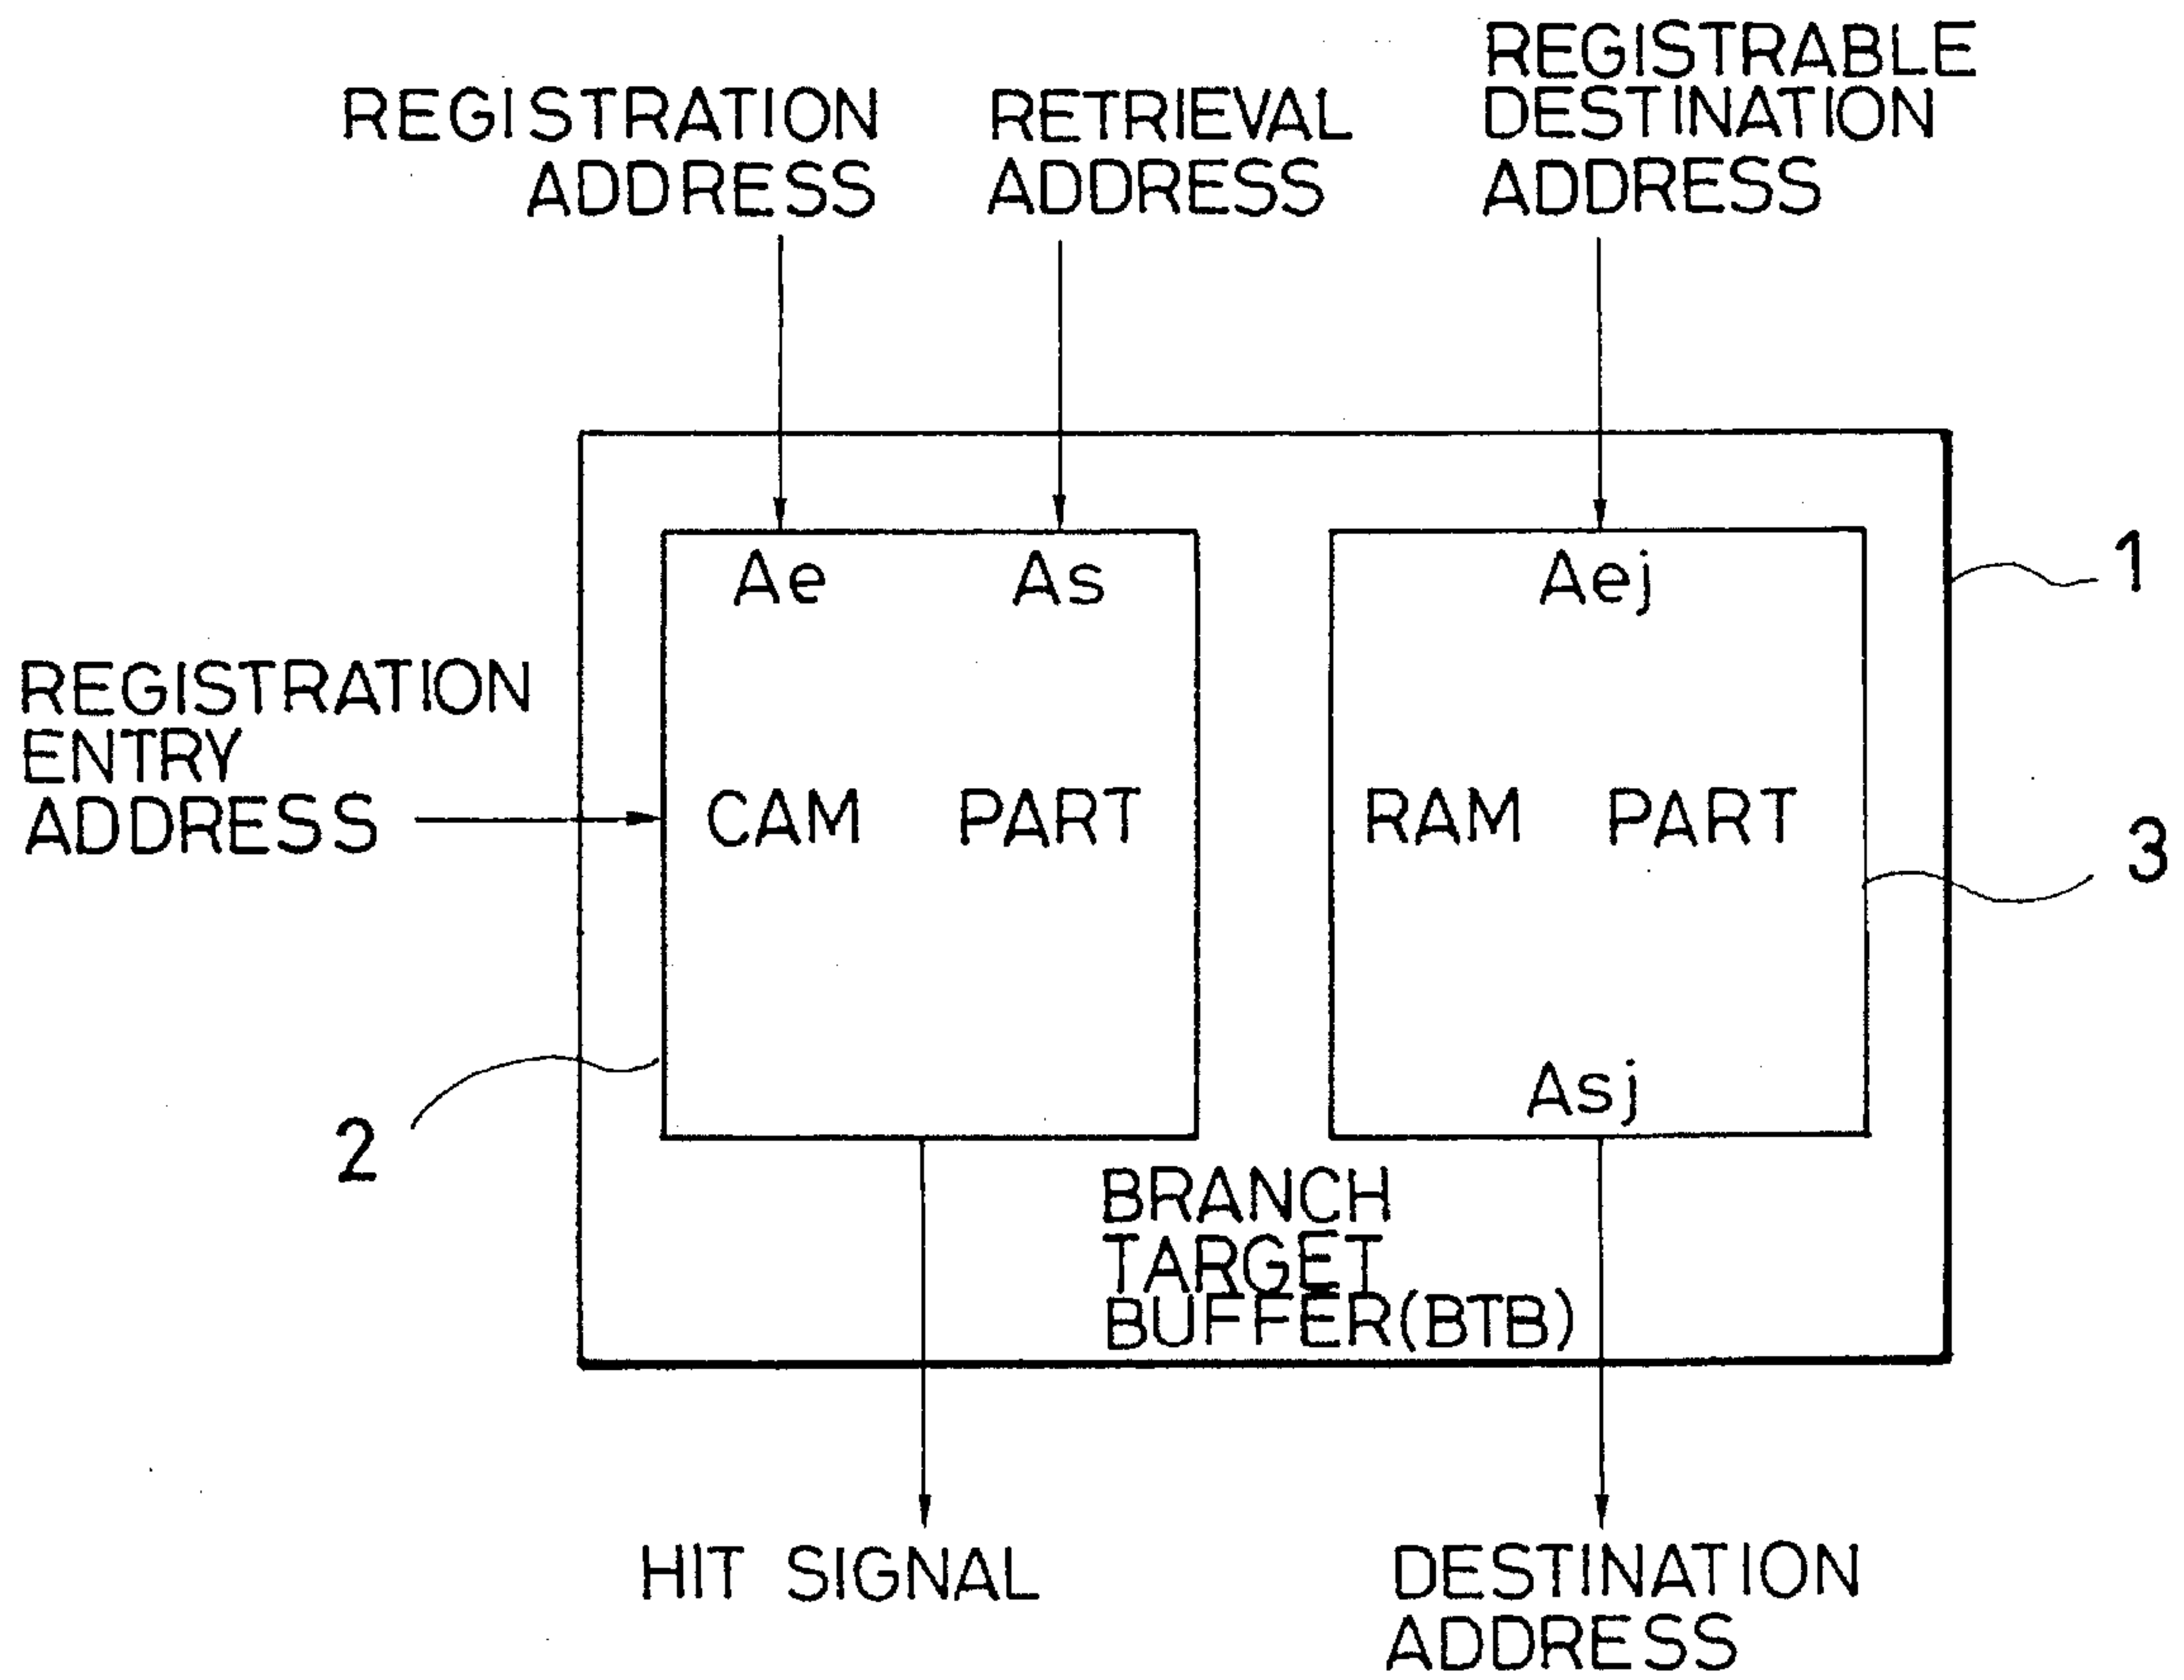 REGISTRATION
ADDRESS
RETRIEVAL
ADDRESS
REGISTRABLE
DESTINATION
ADDRESS
Ae
As
Aej
1
REGISTRATION
ENTRY
ADDRESS
CAM PART
RAM PART
3
Asj
2
BRANCH
TARGET
BUFFER(BTB)
HIT SIGNAL
DESTINATION
ADDRESS